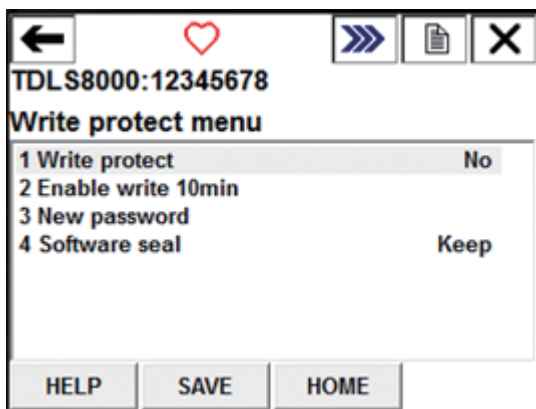 TDLS8000:12345678
Write protect menu
1 Write protect No
2 Enable write 10min
3 New password
4 Software seal Keep
HELP SAVE HOME